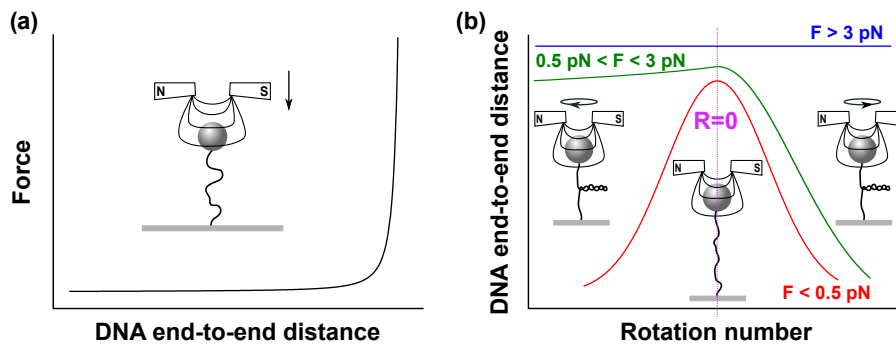 (a)
N S
Force
DNA end-to-end distance
(b)
F > 3 pN
0.5 pN < F < 3 pN
N S
R=0
N S
N S
F < 0.5 pN
DNA end-to-end distance
Rotation number